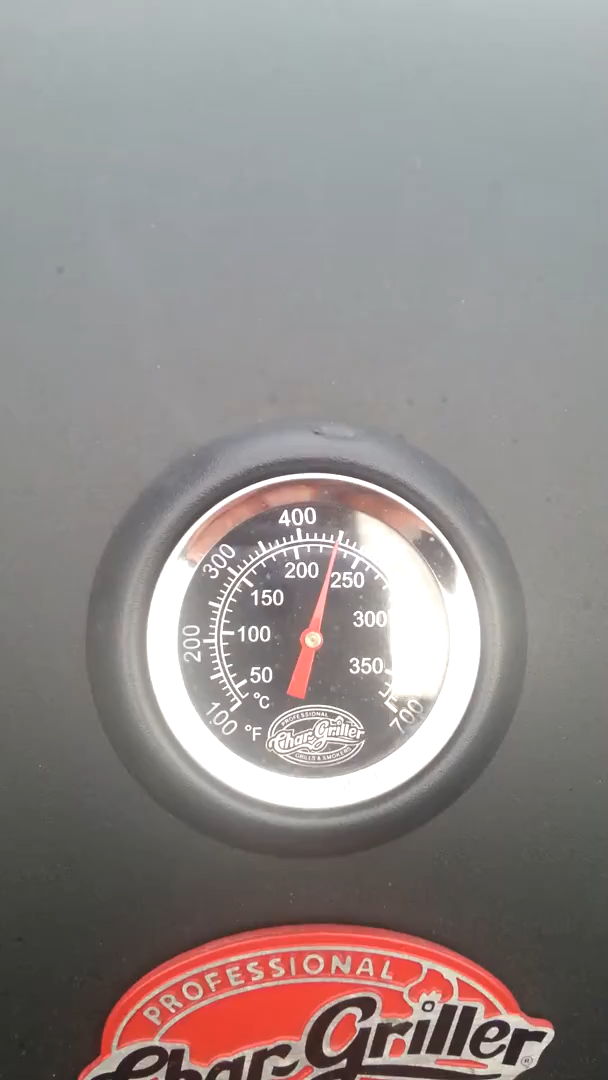 400
300
200
100 °F
700
200
250
150
300
100
350
50
°C
PROFESSIONAL
Char-Griller
GRILLS & SMOKERS
PROFESSIONAL
Char-Griller
®